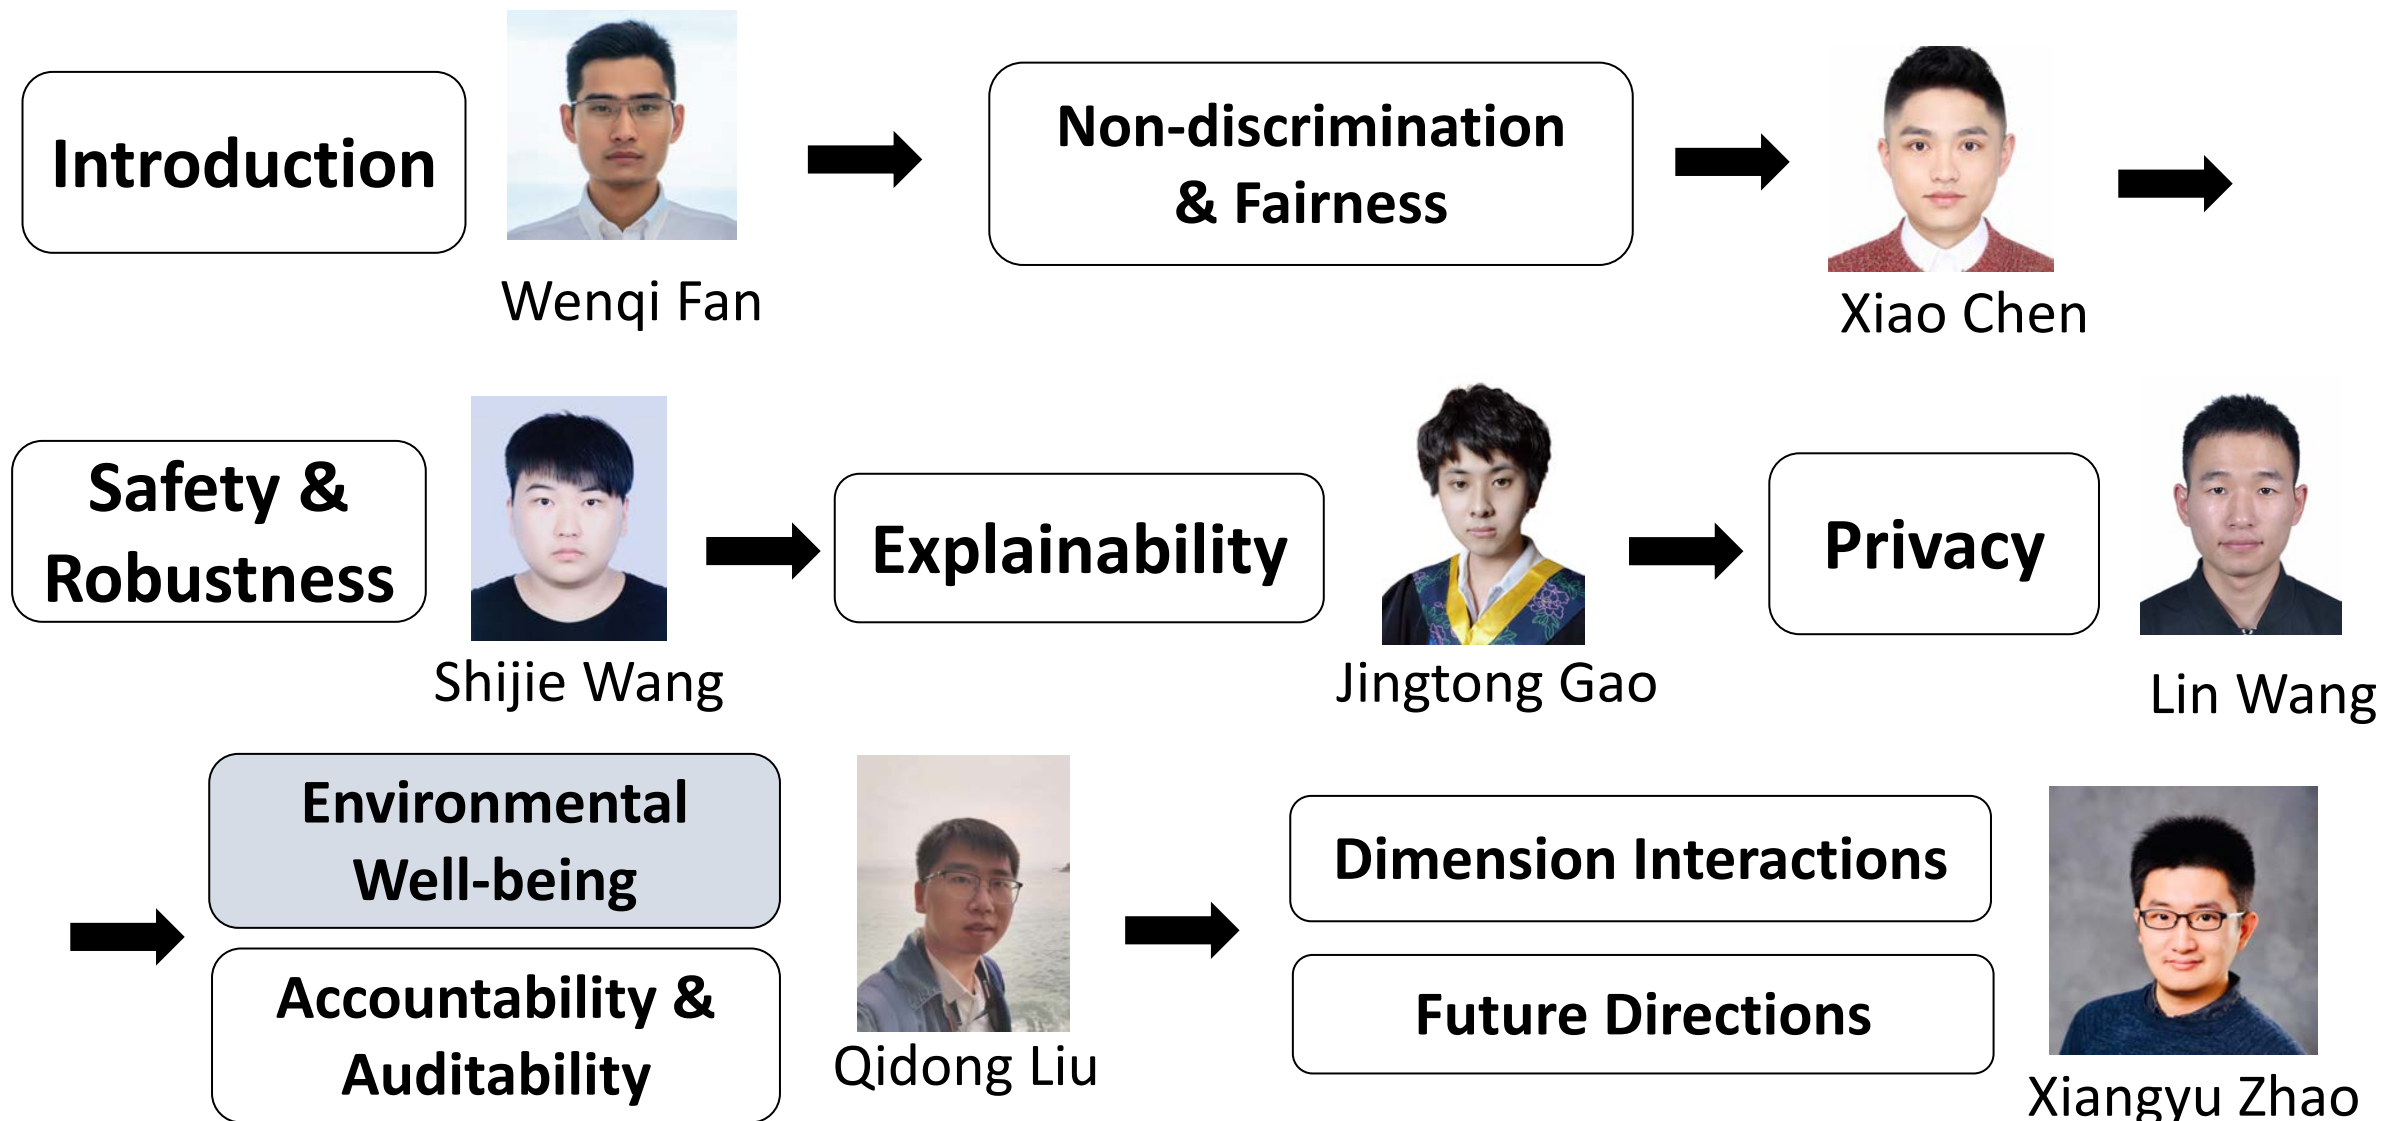 Introduction
Wenqi Fan
Non-discrimination
& Fairness
Xiao Chen
Safety &
Robustness
Shijie Wang
Explainability
Jingtong Gao
Privacy
Lin Wang
Environmental
Well-being
Accountability &
Auditability
Qidong Liu
Dimension Interactions
Future Directions
Xiangyu Zhao